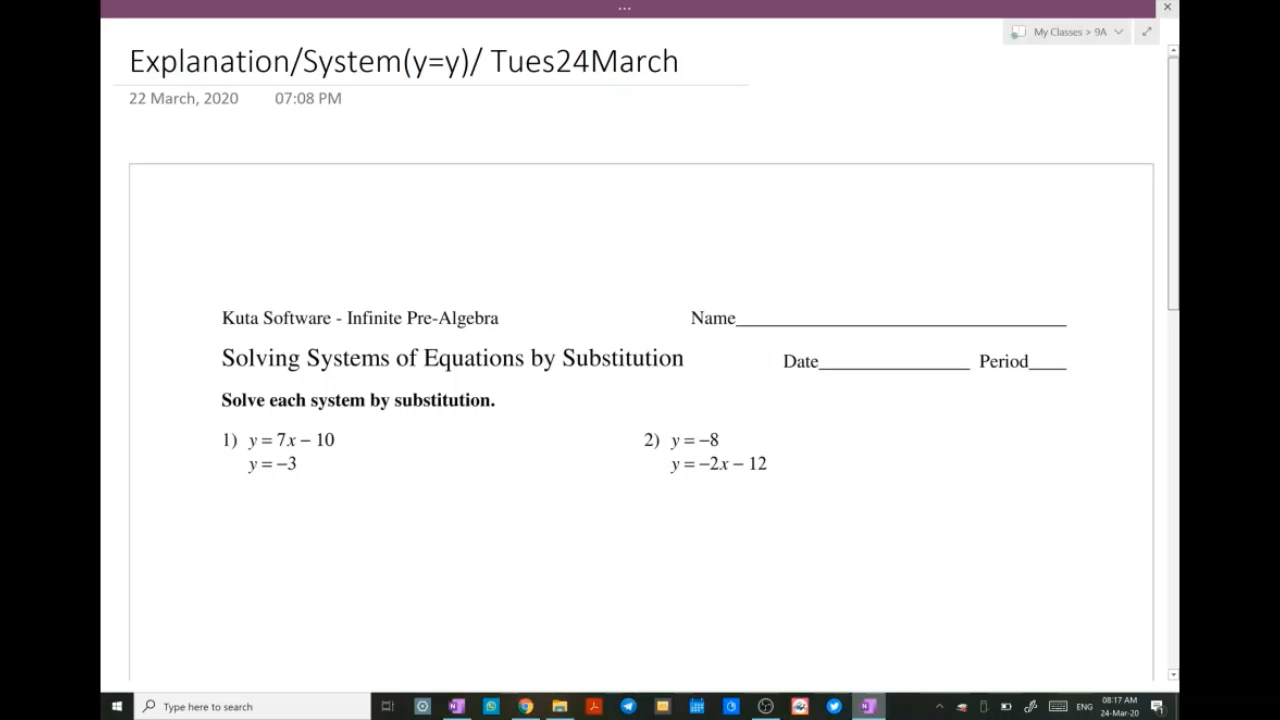 ...
My Classes > 9A
Explanation/System(y=y)/ Tues24March
22 March, 2020 07:08 PM
Kuta Software - Infinite Pre-Algebra Name
Solving Systems of Equations by Substitution Date Period
Solve each system by substitution.
1) y = 7x − 10
y = −3
2) y = −8
y = −2x − 12
Type here to search
ENG
08:17 AM
24-Mar-20